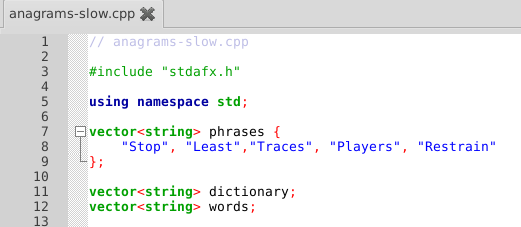 anagrams-slow.cpp
1 // anagrams-slow.cpp
2
3 #include "stdafx.h"
4
5 using namespace std;
6
7 vector<string> phrases {
8 "Stop", "Least","Traces", "Players", "Restrain"
9 };
10
11 vector<string> dictionary;
12 vector<string> words;
13